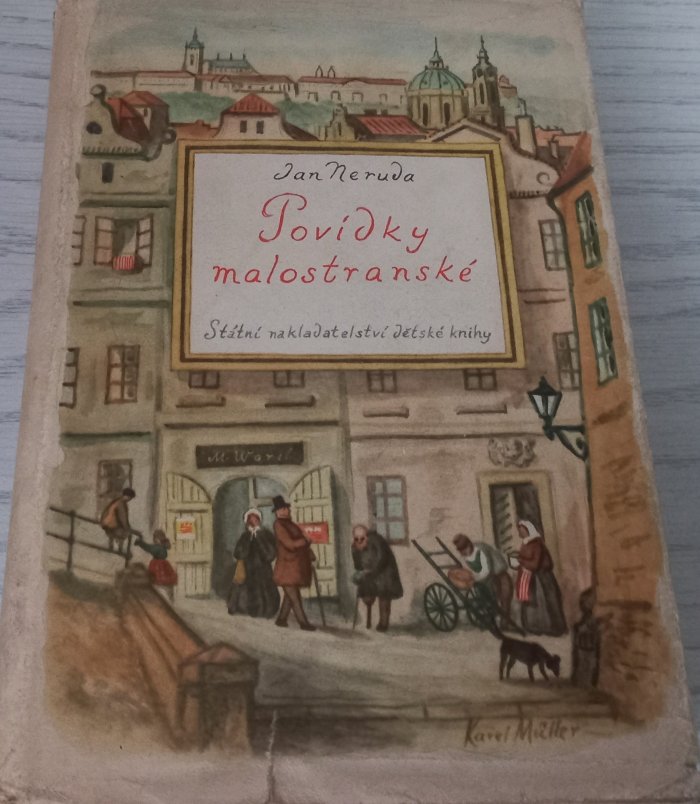 Jan Neruda
Povídky
malostranské
Státní nakladatelství dětské knihy
Karel Müller